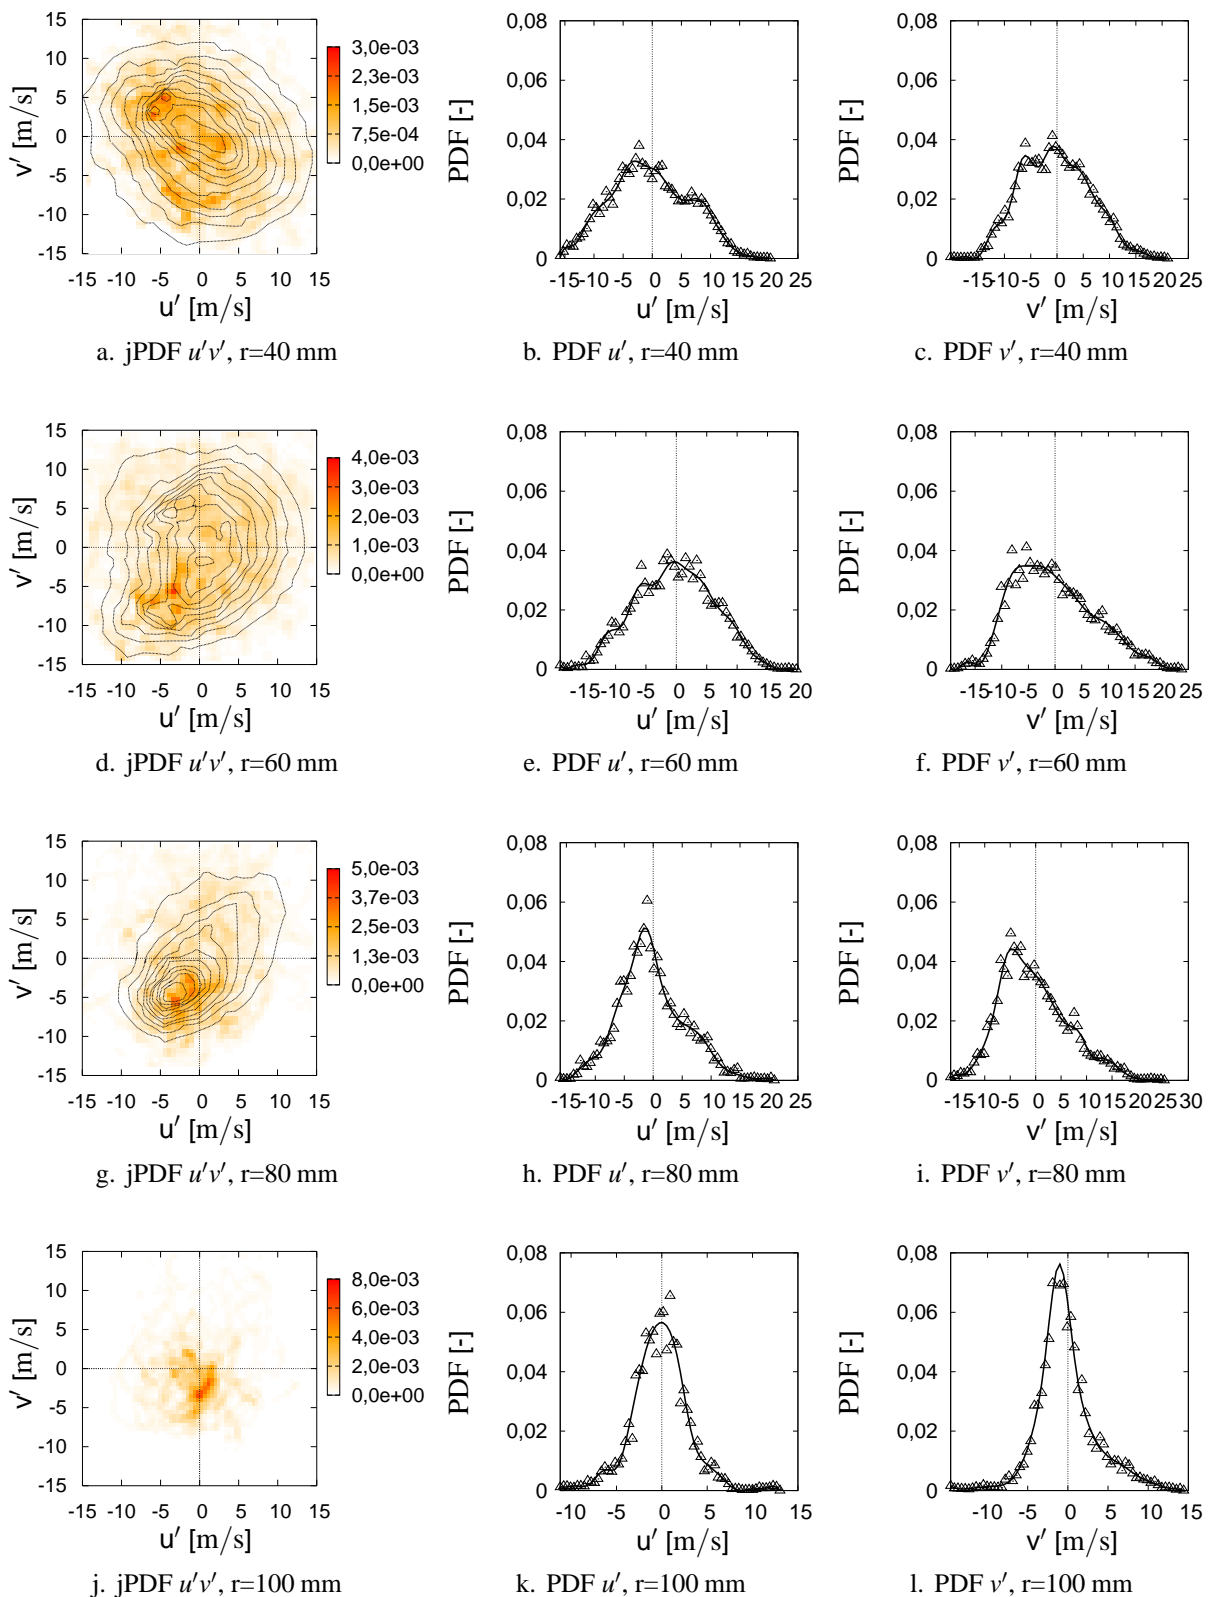 15
10
5
0
-5
-10
-15
-15 -10 -5 0 5 10 15
v′ [m/s]
u′ [m/s]
3,0e-03
2,3e-03
1,5e-03
7,5e-04
0,0e+00
a. jPDF u′v′, r=40 mm
PDF [-]
0,08
0,06
0,04
0,02
0
-15-10 -5 0 5 10 15 20 25
u′ [m/s]
b. PDF u′, r=40 mm
PDF [-]
0,08
0,06
0,04
0,02
0
-15-10 -5 0 5 10 15 20 25
v′ [m/s]
c. PDF v′, r=40 mm
15
10
5
0
-5
-10
-15
-15 -10 -5 0 5 10 15
v′ [m/s]
u′ [m/s]
4,0e-03
3,0e-03
2,0e-03
1,0e-03
0,0e+00
d. jPDF u′v′, r=60 mm
PDF [-]
0,08
0,06
0,04
0,02
0
-15-10 -5 0 5 10 15 20
u′ [m/s]
e. PDF u′, r=60 mm
PDF [-]
0,08
0,06
0,04
0,02
0
-15-10-5 0 5 10 15 20 25
v′ [m/s]
f. PDF v′, r=60 mm
15
10
5
0
-5
-10
-15
-15 -10 -5 0 5 10 15
v′ [m/s]
u′ [m/s]
5,0e-03
3,7e-03
2,5e-03
1,3e-03
0,0e+00
g. jPDF u′v′, r=80 mm
PDF [-]
0,08
0,06
0,04
0,02
0
-15-10 -5 0 5 10 15 20 25
u′ [m/s]
h. PDF u′, r=80 mm
PDF [-]
0,08
0,06
0,04
0,02
0
-15-10-5 0 5 10 15 20 25 30
v′ [m/s]
i. PDF v′, r=80 mm
15
10
5
0
-5
-10
-15
-15 -10 -5 0 5 10 15
v′ [m/s]
u′ [m/s]
8,0e-03
6,0e-03
4,0e-03
2,0e-03
0,0e+00
j. jPDF u′v′, r=100 mm
PDF [-]
0,08
0,06
0,04
0,02
0
-10 -5 0 5 10 15
u′ [m/s]
k. PDF u′, r=100 mm
PDF [-]
0,08
0,06
0,04
0,02
0
-10 -5 0 5 10 15
v′ [m/s]
l. PDF v′, r=100 mm